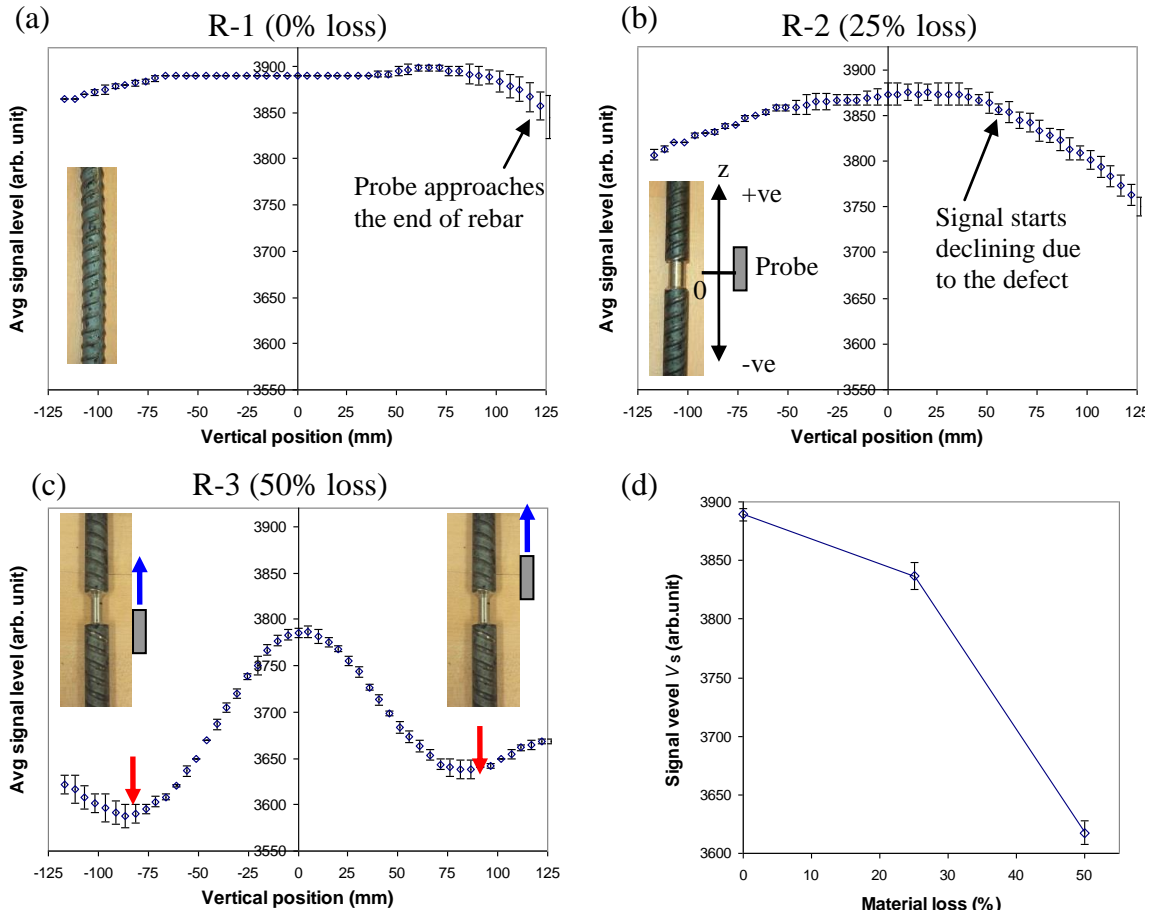 (a)
R-1 (0% loss)
Avg signal level (arb. unit)
3900
3850
3800
3750
3700
3650
3600
3550
Probe approaches
the end of rebar
-125 -100 -75 -50 -25 0 25 50 75 100 125
Vertical position (mm)
(b)
R-2 (25% loss)
Avg signal level (arb. unit)
3900
3850
3800
3750
3700
3650
3600
3550
z
+ve
Probe
0
-ve
Signal starts
declining due
to the defect
-125 -100 -75 -50 -25 0 25 50 75 100 125
Vertical position (mm)
(c)
R-3 (50% loss)
Avg signal level (arb. unit)
3900
3850
3800
3750
3700
3650
3600
3550
-125 -100 -75 -50 -25 0 25 50 75 100 125
Vertical position (mm)
(d)
Signal vevel Vs (arb.unit)
3900
3850
3800
3750
3700
3650
3600
0 10 20 30 40 50
Material loss (%)